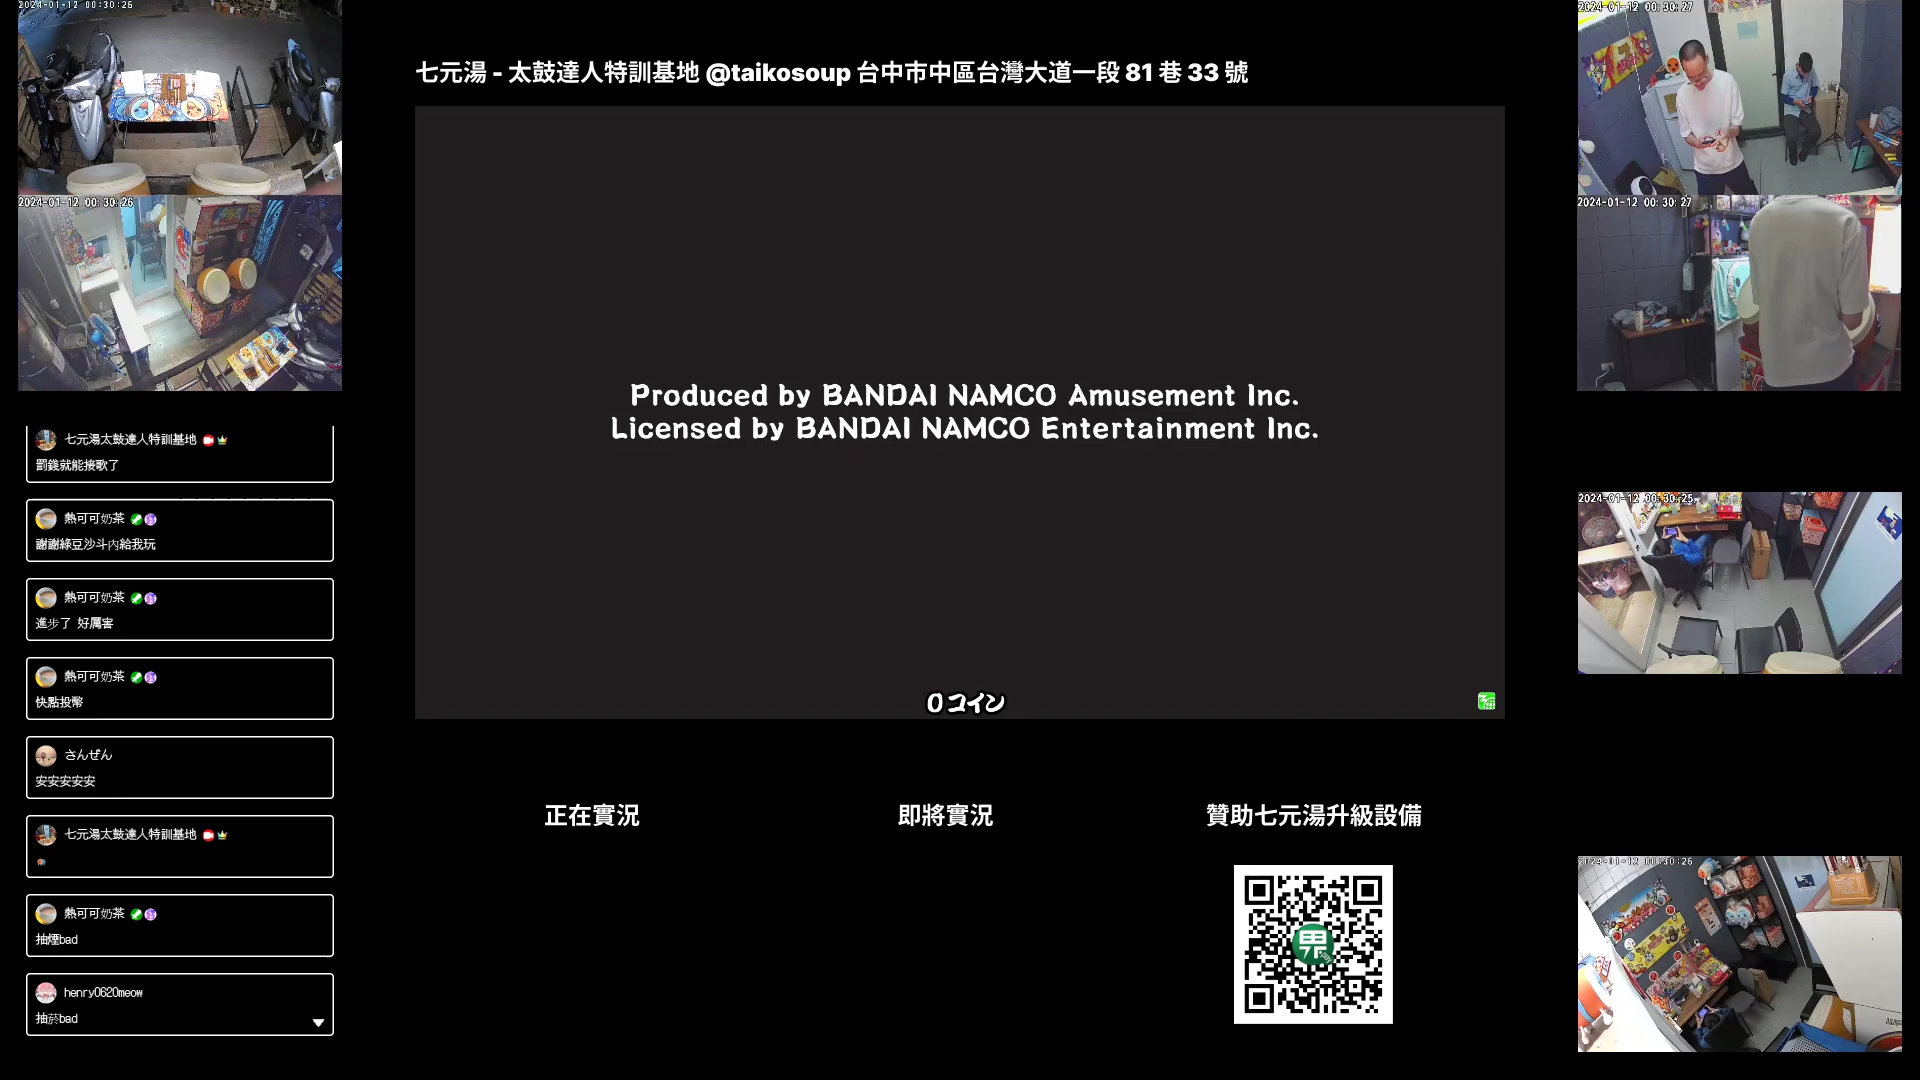 2024-01-12 00:30:26
2024-01-12 00:30:26
七元湯太鼓達人特訓基地
罰錢就能接歌了
熱可可奶茶
謝謝綠豆沙斗內給我玩
熱可可奶茶
進步了 好厲害
熱可可奶茶
快點投幣
さんぜん
安安安安安
七元湯太鼓達人特訓基地
熱可可奶茶
抽煙bad
henry0620meow
抽菸bad
七元湯 - 太鼓達人特訓基地 @taikosoup 台中市中區台灣大道一段 81 巷 33 號
Produced by BANDAI NAMCO Amusement Inc.
Licensed by BANDAI NAMCO Entertainment Inc.
0コイン
正在實況
即將實況
贊助七元湯升級設備
2024-01-12 00:30:27
2024-01-12 00:30:27
2024-01-12 00:30:25
2024-01-12 00:30:26